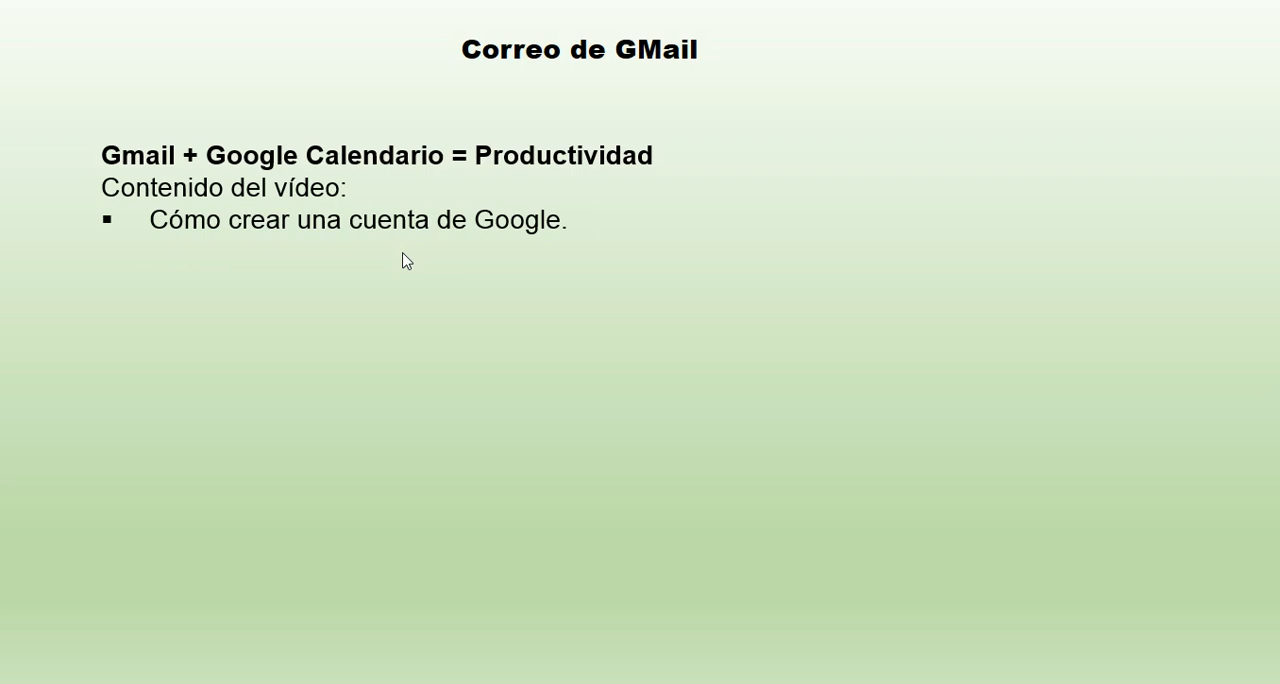 Correo de GMail
Gmail + Google Calendario = Productividad
Contenido del vídeo:
▪ Cómo crear una cuenta de Google.